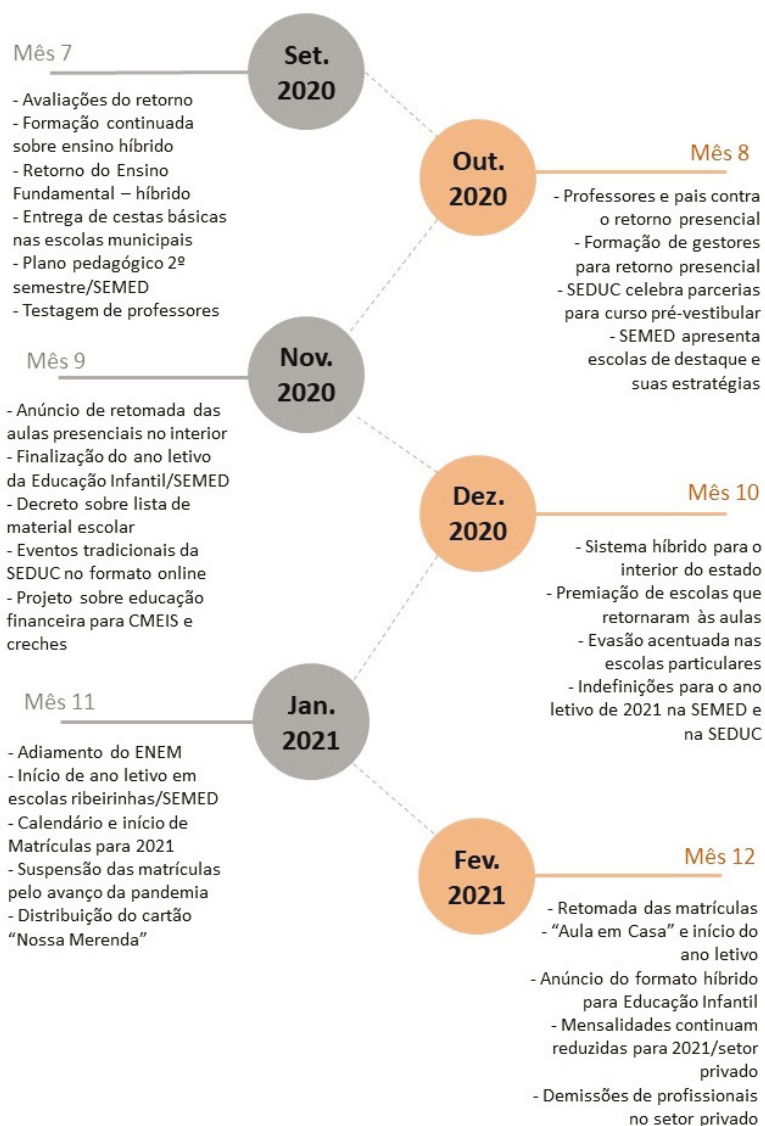 Mês 7
Set.
2020
- Avaliações do retorno
- Formação continuada
sobre ensino híbrido
- Retorno do Ensino
Fundamental – híbrido
- Entrega de cestas básicas
nas escolas municipais
- Plano pedagógico 2º
semestre/SEMED
- Testagem de professores
Mês 8
Out.
2020
- Professores e pais contra
o retorno presencial
- Formação de gestores
para retorno presencial
- SEDUC celebra parcerias
para curso pré-vestibular
- SEMED apresenta
escolas de destaque e
suas estratégias
Mês 9
Nov.
2020
- Anúncio de retomada das
aulas presenciais no interior
- Finalização do ano letivo
da Educação Infantil/SEMED
- Decreto sobre lista de
material escolar
- Eventos tradicionais da
SEDUC no formato online
- Projeto sobre educação
financeira para CMEIS e
creches
Mês 10
Dez.
2020
- Sistema híbrido para o
interior do estado
- Premiação de escolas que
retornaram às aulas
- Evasão acentuada nas
escolas particulares
- Indefinições para o ano
letivo de 2021 na SEMED e
na SEDUC
Mês 11
Jan.
2021
- Adiamento do ENEM
- Início de ano letivo em
escolas ribeirinhas/SEMED
- Calendário e início de
Matrículas para 2021
- Suspensão das matrículas
pelo avanço da pandemia
- Distribuição do cartão
“Nossa Merenda”
Mês 12
Fev.
2021
- Retomada das matrículas
- “Aula em Casa” e início do
ano letivo
- Anúncio do formato híbrido
para Educação Infantil
- Mensalidades continuam
reduzidas para 2021/setor
privado
- Demissões de profissionais
no setor privado